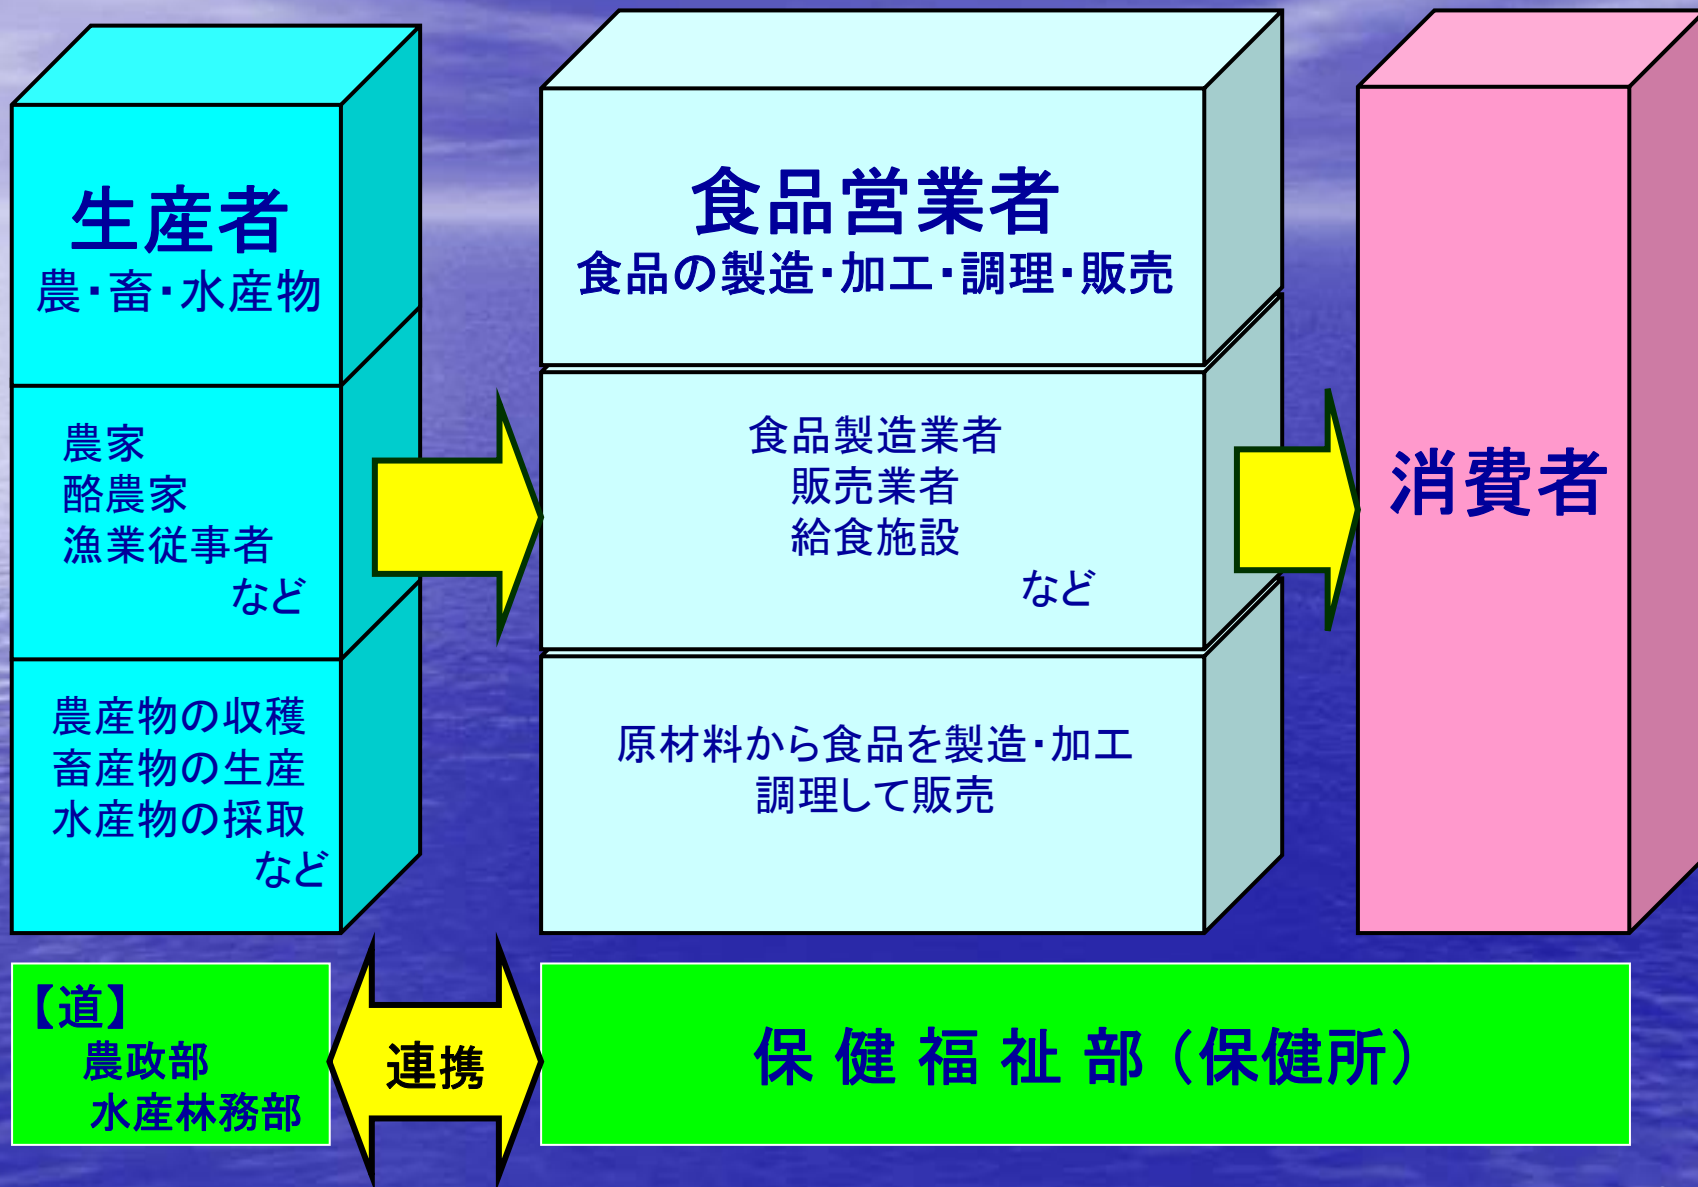 生産者
農・畜・水産物
農家
酪農家
漁業従事者
など
農産物の収穫
畜産物の生産
水産物の採取
など
食品営業者
食品の製造・加工・調理・販売
食品製造業者
販売業者
給食施設
など
原材料から食品を製造・加工
調理して販売
消費者
【道】
農政部
水産林務部
連携
保健福祉部（保健所）